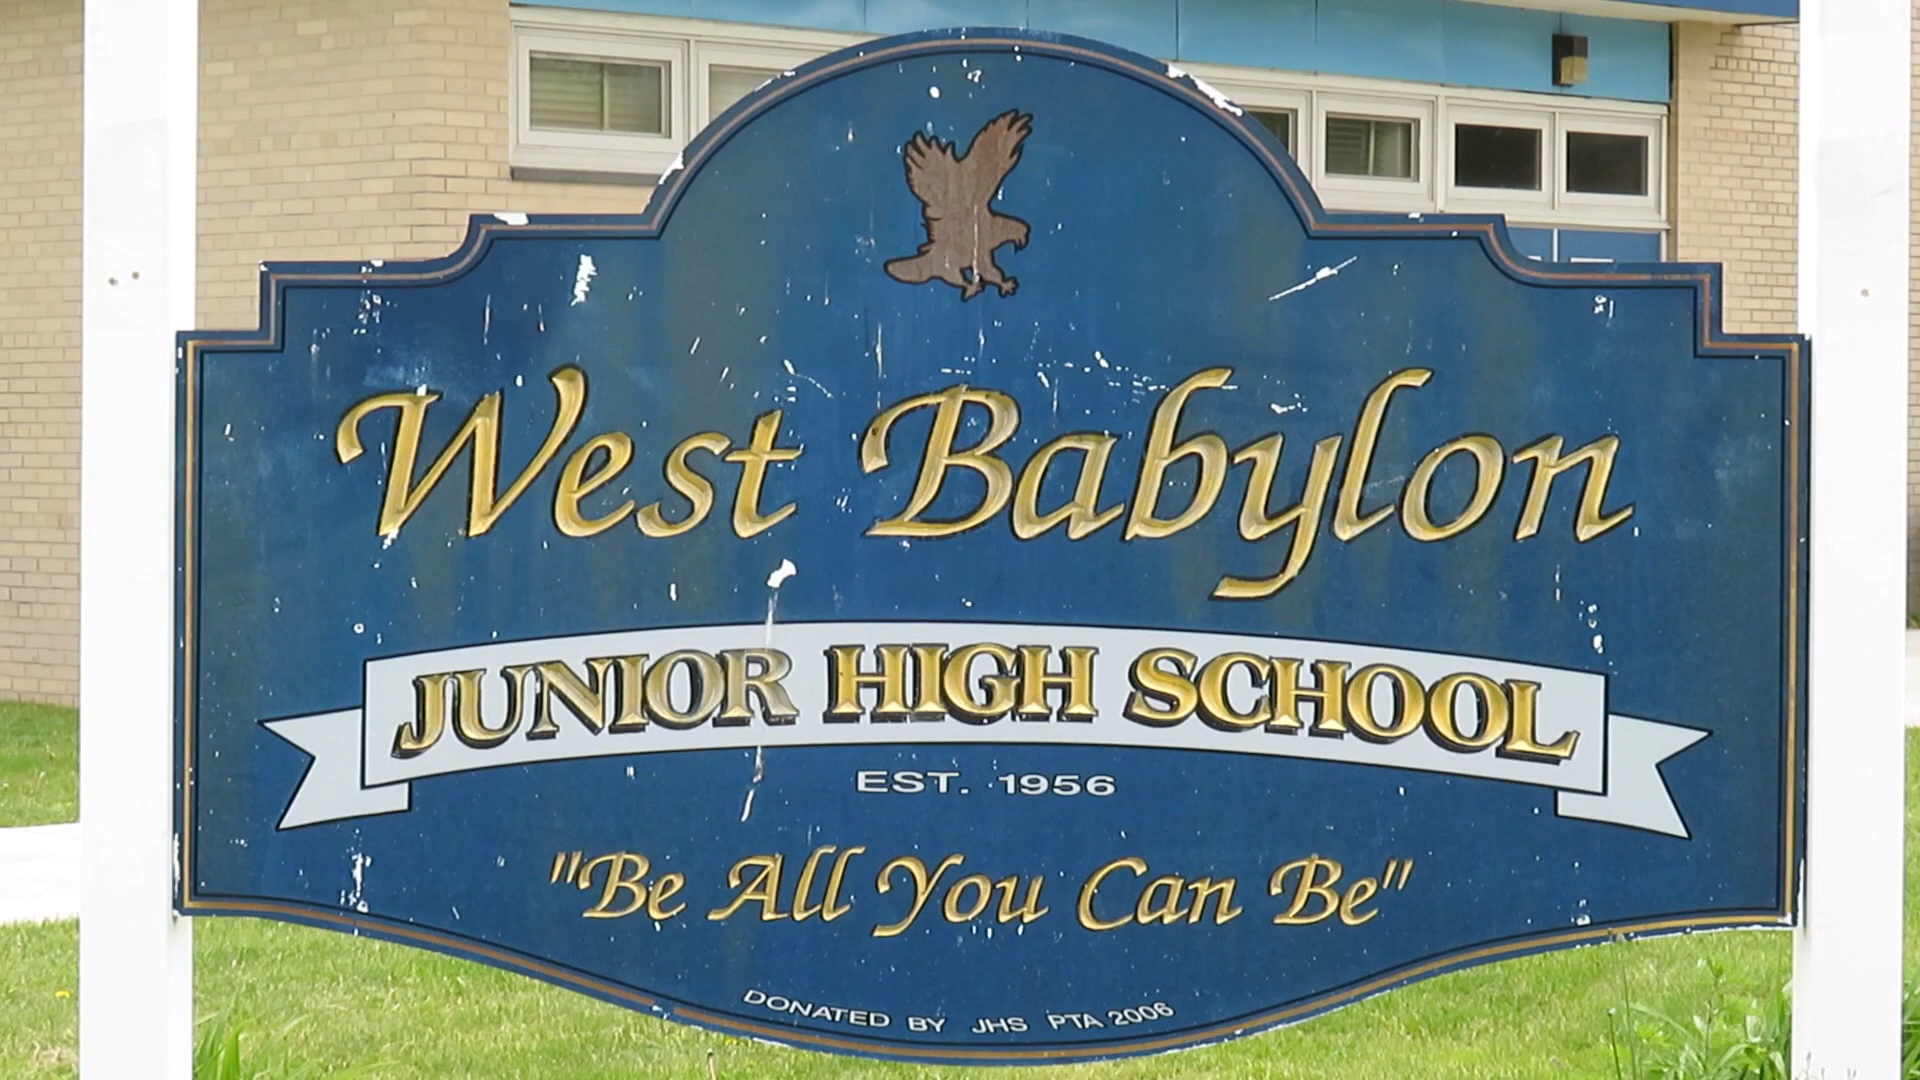 West Babylon
JUNIOR HIGH SCHOOL
EST. 1956
"Be All You Can Be"
DONATED BY JHS PTA 2006